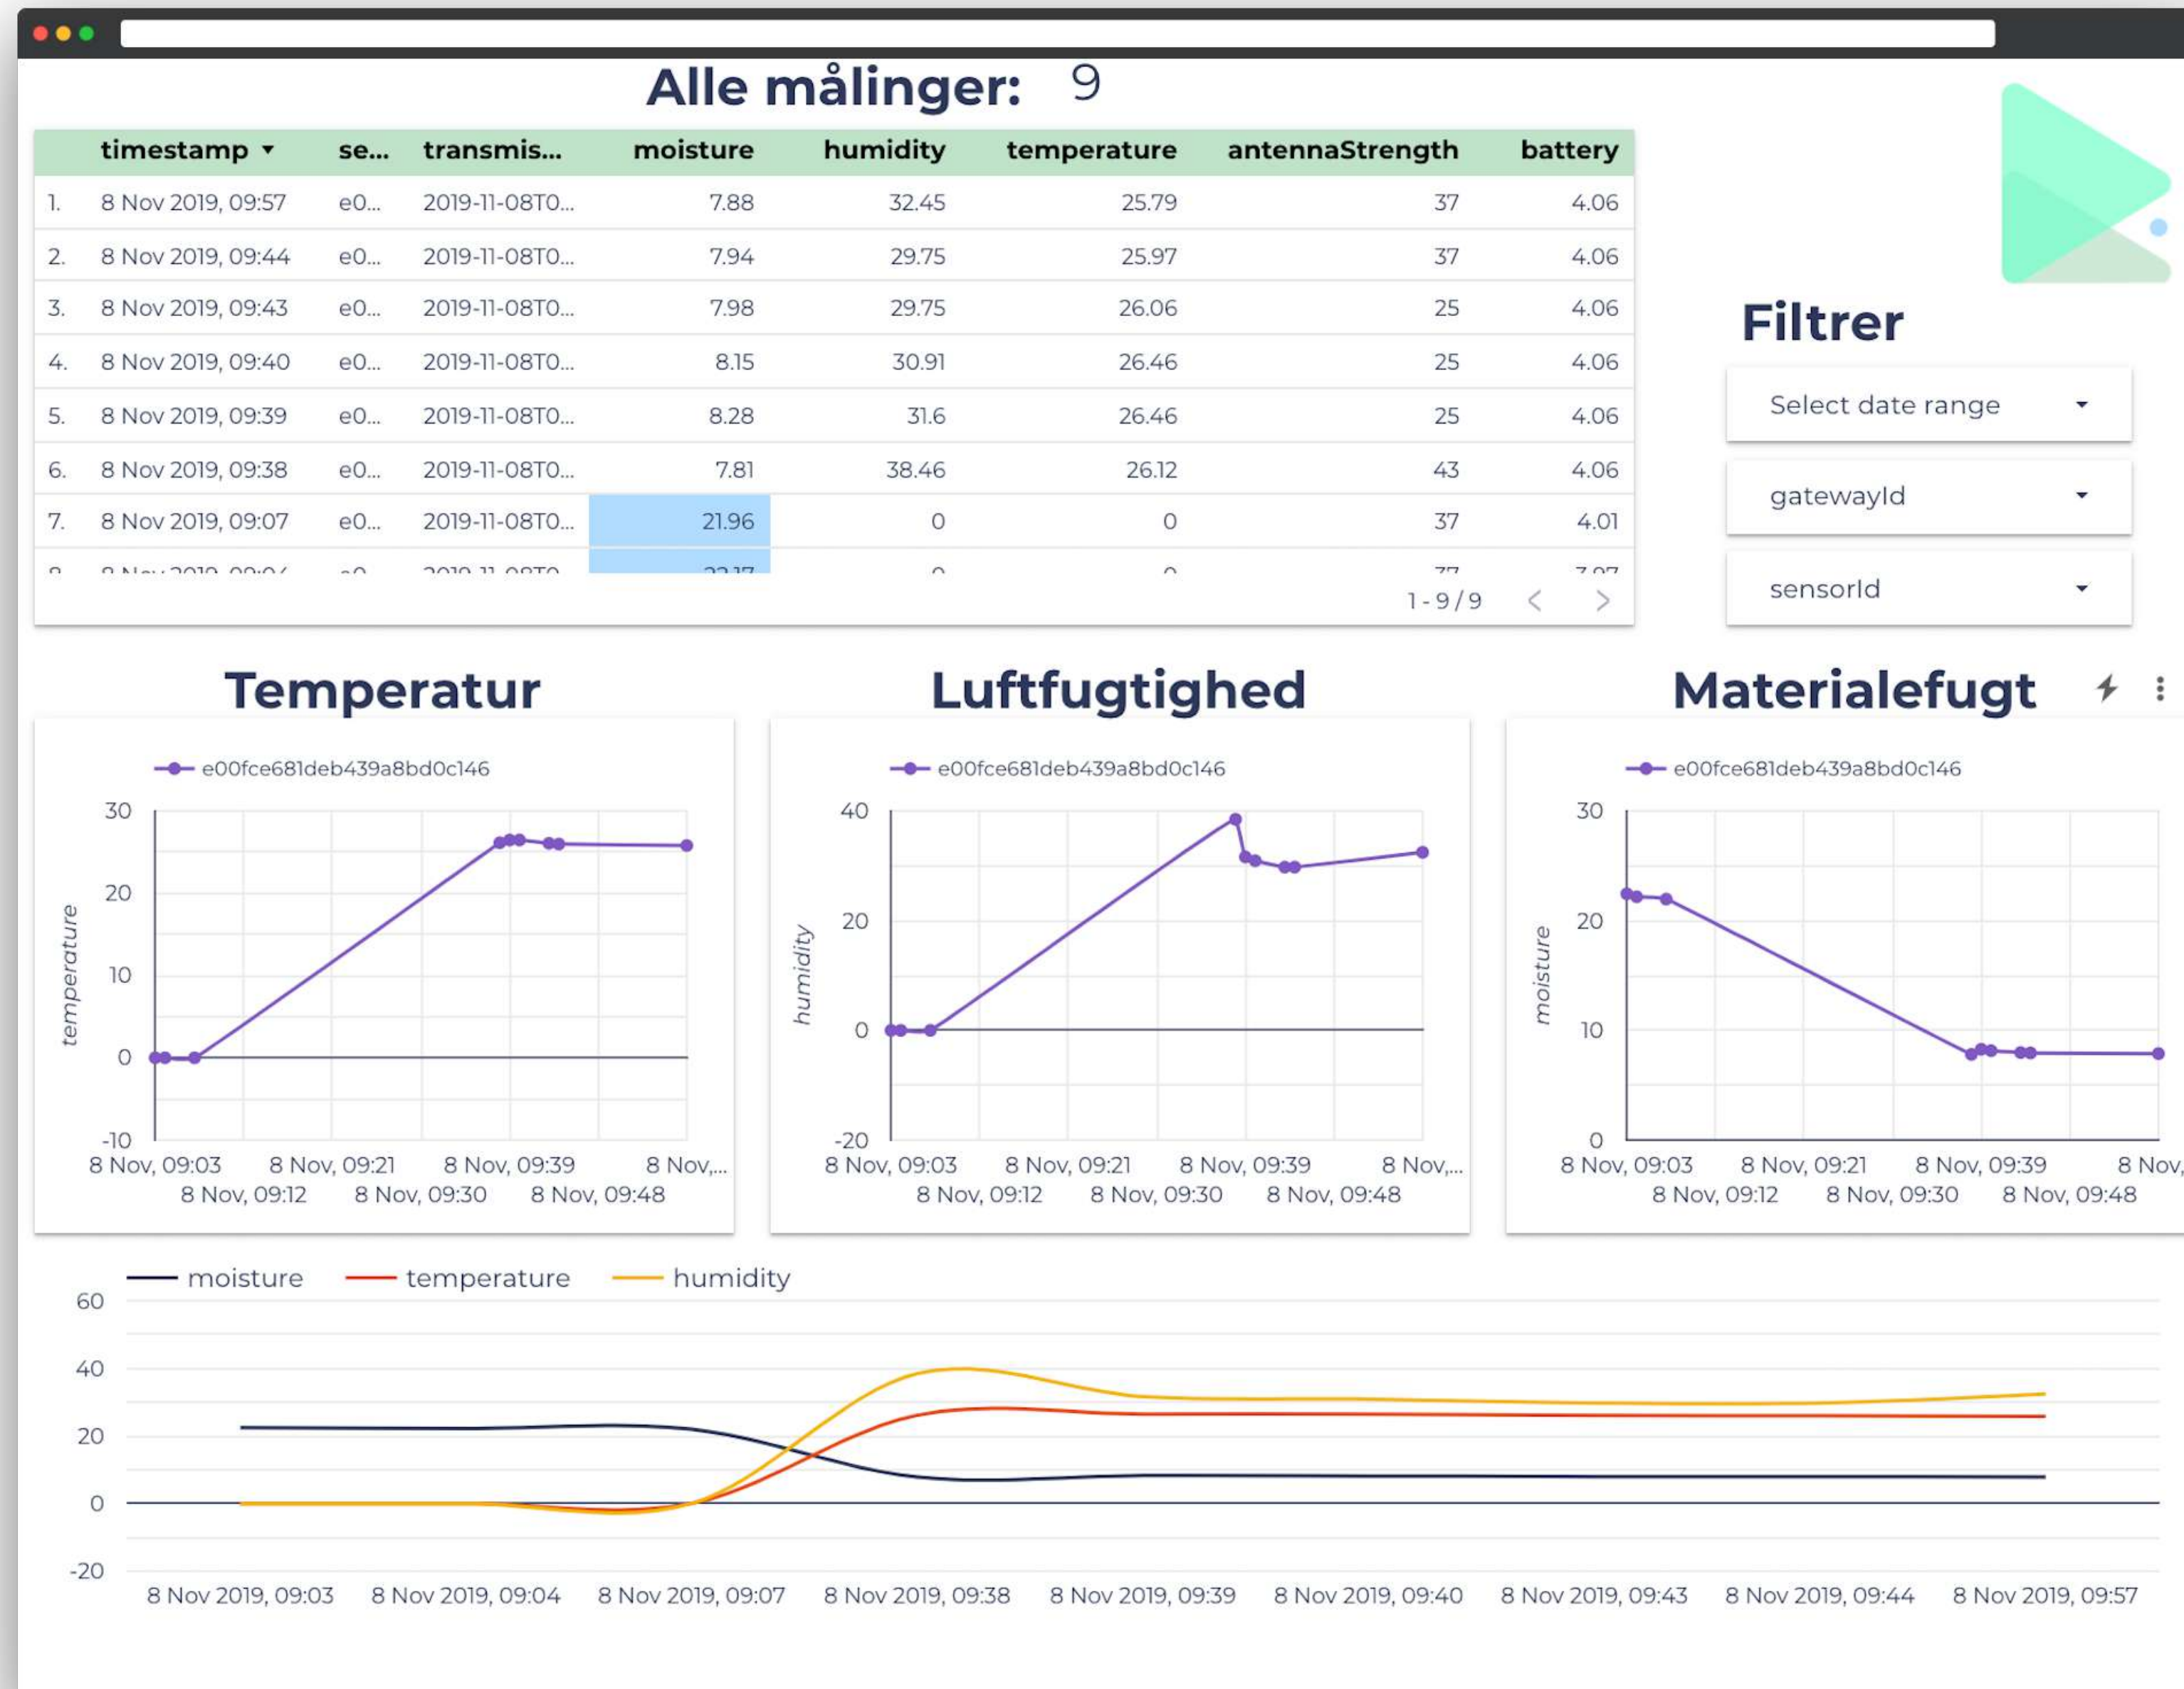 Alle målinger: 9
timestamp se... transmis... moisture humidity temperature antennaStrength battery
1. 8 Nov 2019, 09:57 e0... 2019-11-08T0... 7.88 32.45 25.79 37 4.06
2. 8 Nov 2019, 09:44 e0... 2019-11-08T0... 7.94 29.75 25.97 37 4.06
3. 8 Nov 2019, 09:43 e0... 2019-11-08T0... 7.98 29.75 26.06 25 4.06
4. 8 Nov 2019, 09:40 e0... 2019-11-08T0... 8.15 30.91 26.46 25 4.06
5. 8 Nov 2019, 09:39 e0... 2019-11-08T0... 8.28 31.6 26.46 25 4.06
6. 8 Nov 2019, 09:38 e0... 2019-11-08T0... 7.81 38.46 26.12 43 4.06
7. 8 Nov 2019, 09:07 e0... 2019-11-08T0... 21.96 0 0 37 4.01
1 - 9 / 9
Filtrer
Select date range
gatewayId
sensorId
Temperatur
e00fce681deb439a8bd0c146
30
20
10
0
-10
temperature
8 Nov, 09:03 8 Nov, 09:21 8 Nov, 09:39 8 Nov,...
8 Nov, 09:12 8 Nov, 09:30 8 Nov, 09:48
Luftfugtighed
e00fce681deb439a8bd0c146
40
20
0
-20
humidity
8 Nov, 09:03 8 Nov, 09:21 8 Nov, 09:39 8 Nov,...
8 Nov, 09:12 8 Nov, 09:30 8 Nov, 09:48
Materialefugt
e00fce681deb439a8bd0c146
30
20
10
0
moisture
8 Nov, 09:03 8 Nov, 09:21 8 Nov, 09:39 8 Nov,
8 Nov, 09:12 8 Nov, 09:30 8 Nov, 09:48
moisture temperature humidity
60
40
20
0
-20
8 Nov 2019, 09:03 8 Nov 2019, 09:04 8 Nov 2019, 09:07 8 Nov 2019, 09:38 8 Nov 2019, 09:39 8 Nov 2019, 09:40 8 Nov 2019, 09:43 8 Nov 2019, 09:44 8 Nov 2019, 09:57